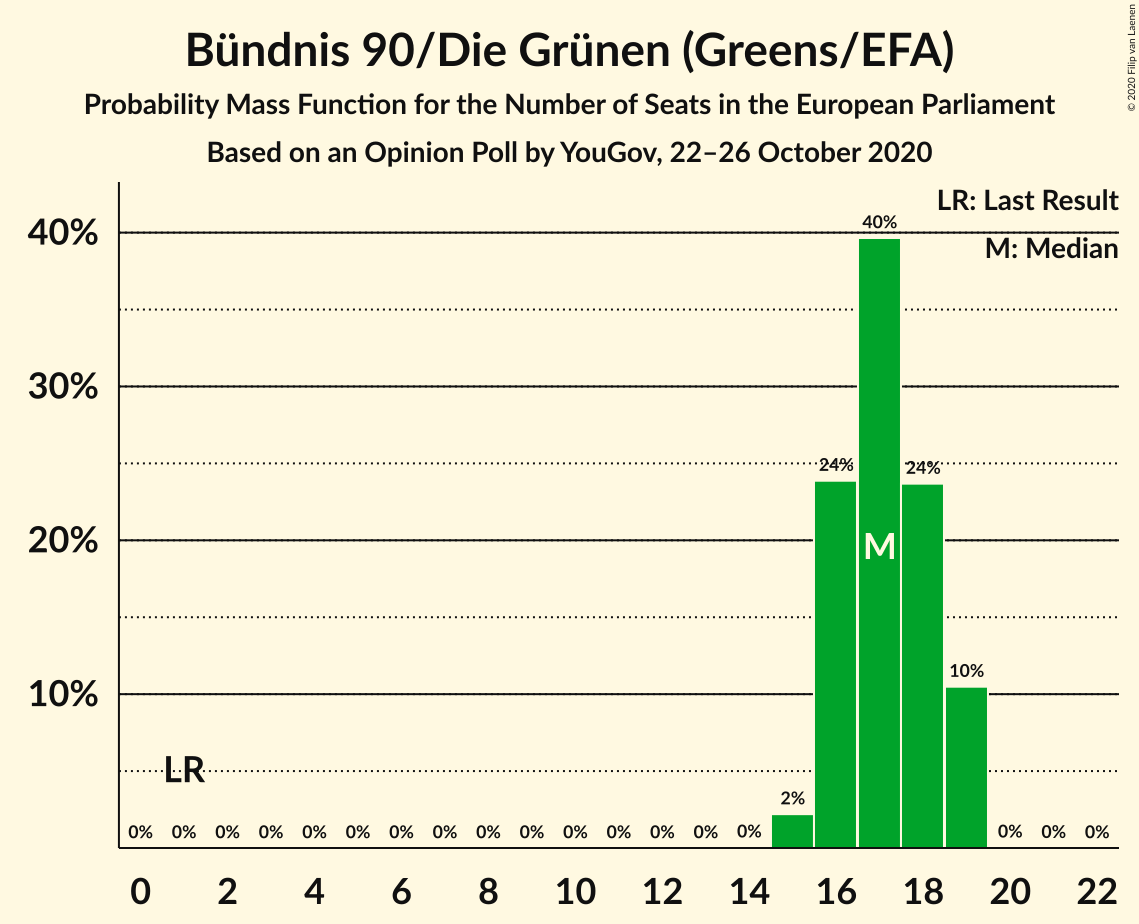 Bündnis 90/Die Grünen (Greens/EFA)
Probability Mass Function for the Number of Seats in the European Parliament
Based on an Opinion Poll by YouGov, 22–26 October 2020
© 2020 Filip van Laenen
LR: Last Result
M: Median
40%
30%
20%
10%
40%
24% 24%
M
10%
LR
2%
0% 0% 0% 0% 0% 0% 0% 0% 0% 0% 0% 0% 0% 0% 0% 0% 0% 0%
0 2 4 6 8 10 12 14 16 18 20 22